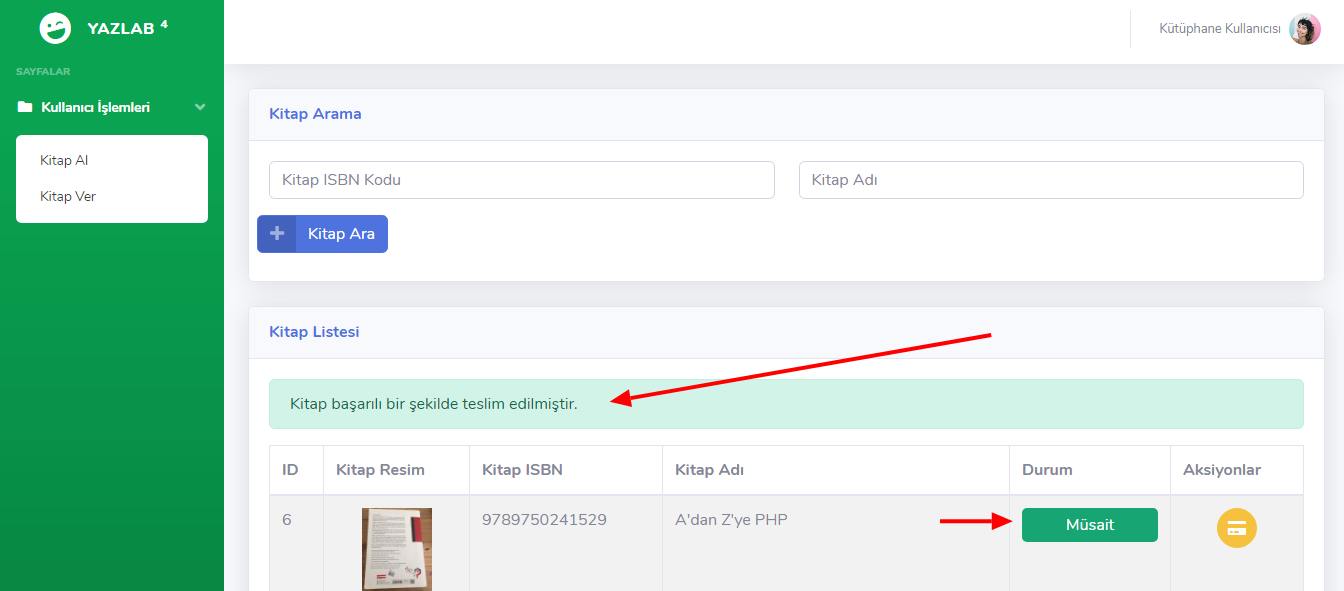 YAZLAB 4
Kütüphane Kullanıcısı
SAYFALAR
Kullanıcı İşlemleri
Kitap Al
Kitap Ver
Kitap Arama
Kitap ISBN Kodu
Kitap Adı
Kitap Ara
Kitap Listesi
Kitap başarılı bir şekilde teslim edilmiştir.
ID Kitap Resim Kitap ISBN Kitap Adı Durum Aksiyonlar
6 9789750241529 A'dan Z'ye PHP Müsait